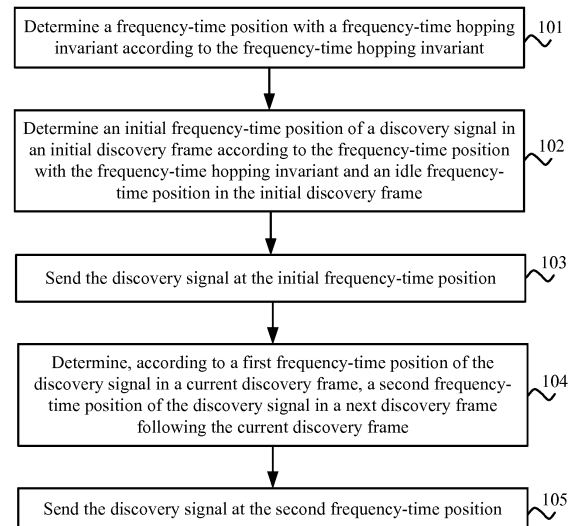 Determine a frequency-time position with a frequency-time hopping
invariant according to the frequency-time hopping invariant
101
Determine an initial frequency-time position of a discovery signal in
an initial discovery frame according to the frequency-time position
with the frequency-time hopping invariant and an idle frequency-
time position in the initial discovery frame
102
Send the discovery signal at the initial frequency-time position
103
Determine, according to a first frequency-time position of the
discovery signal in a current discovery frame, a second frequency-
time position of the discovery signal in a next discovery frame
following the current discovery frame
104
Send the discovery signal at the second frequency-time position
105